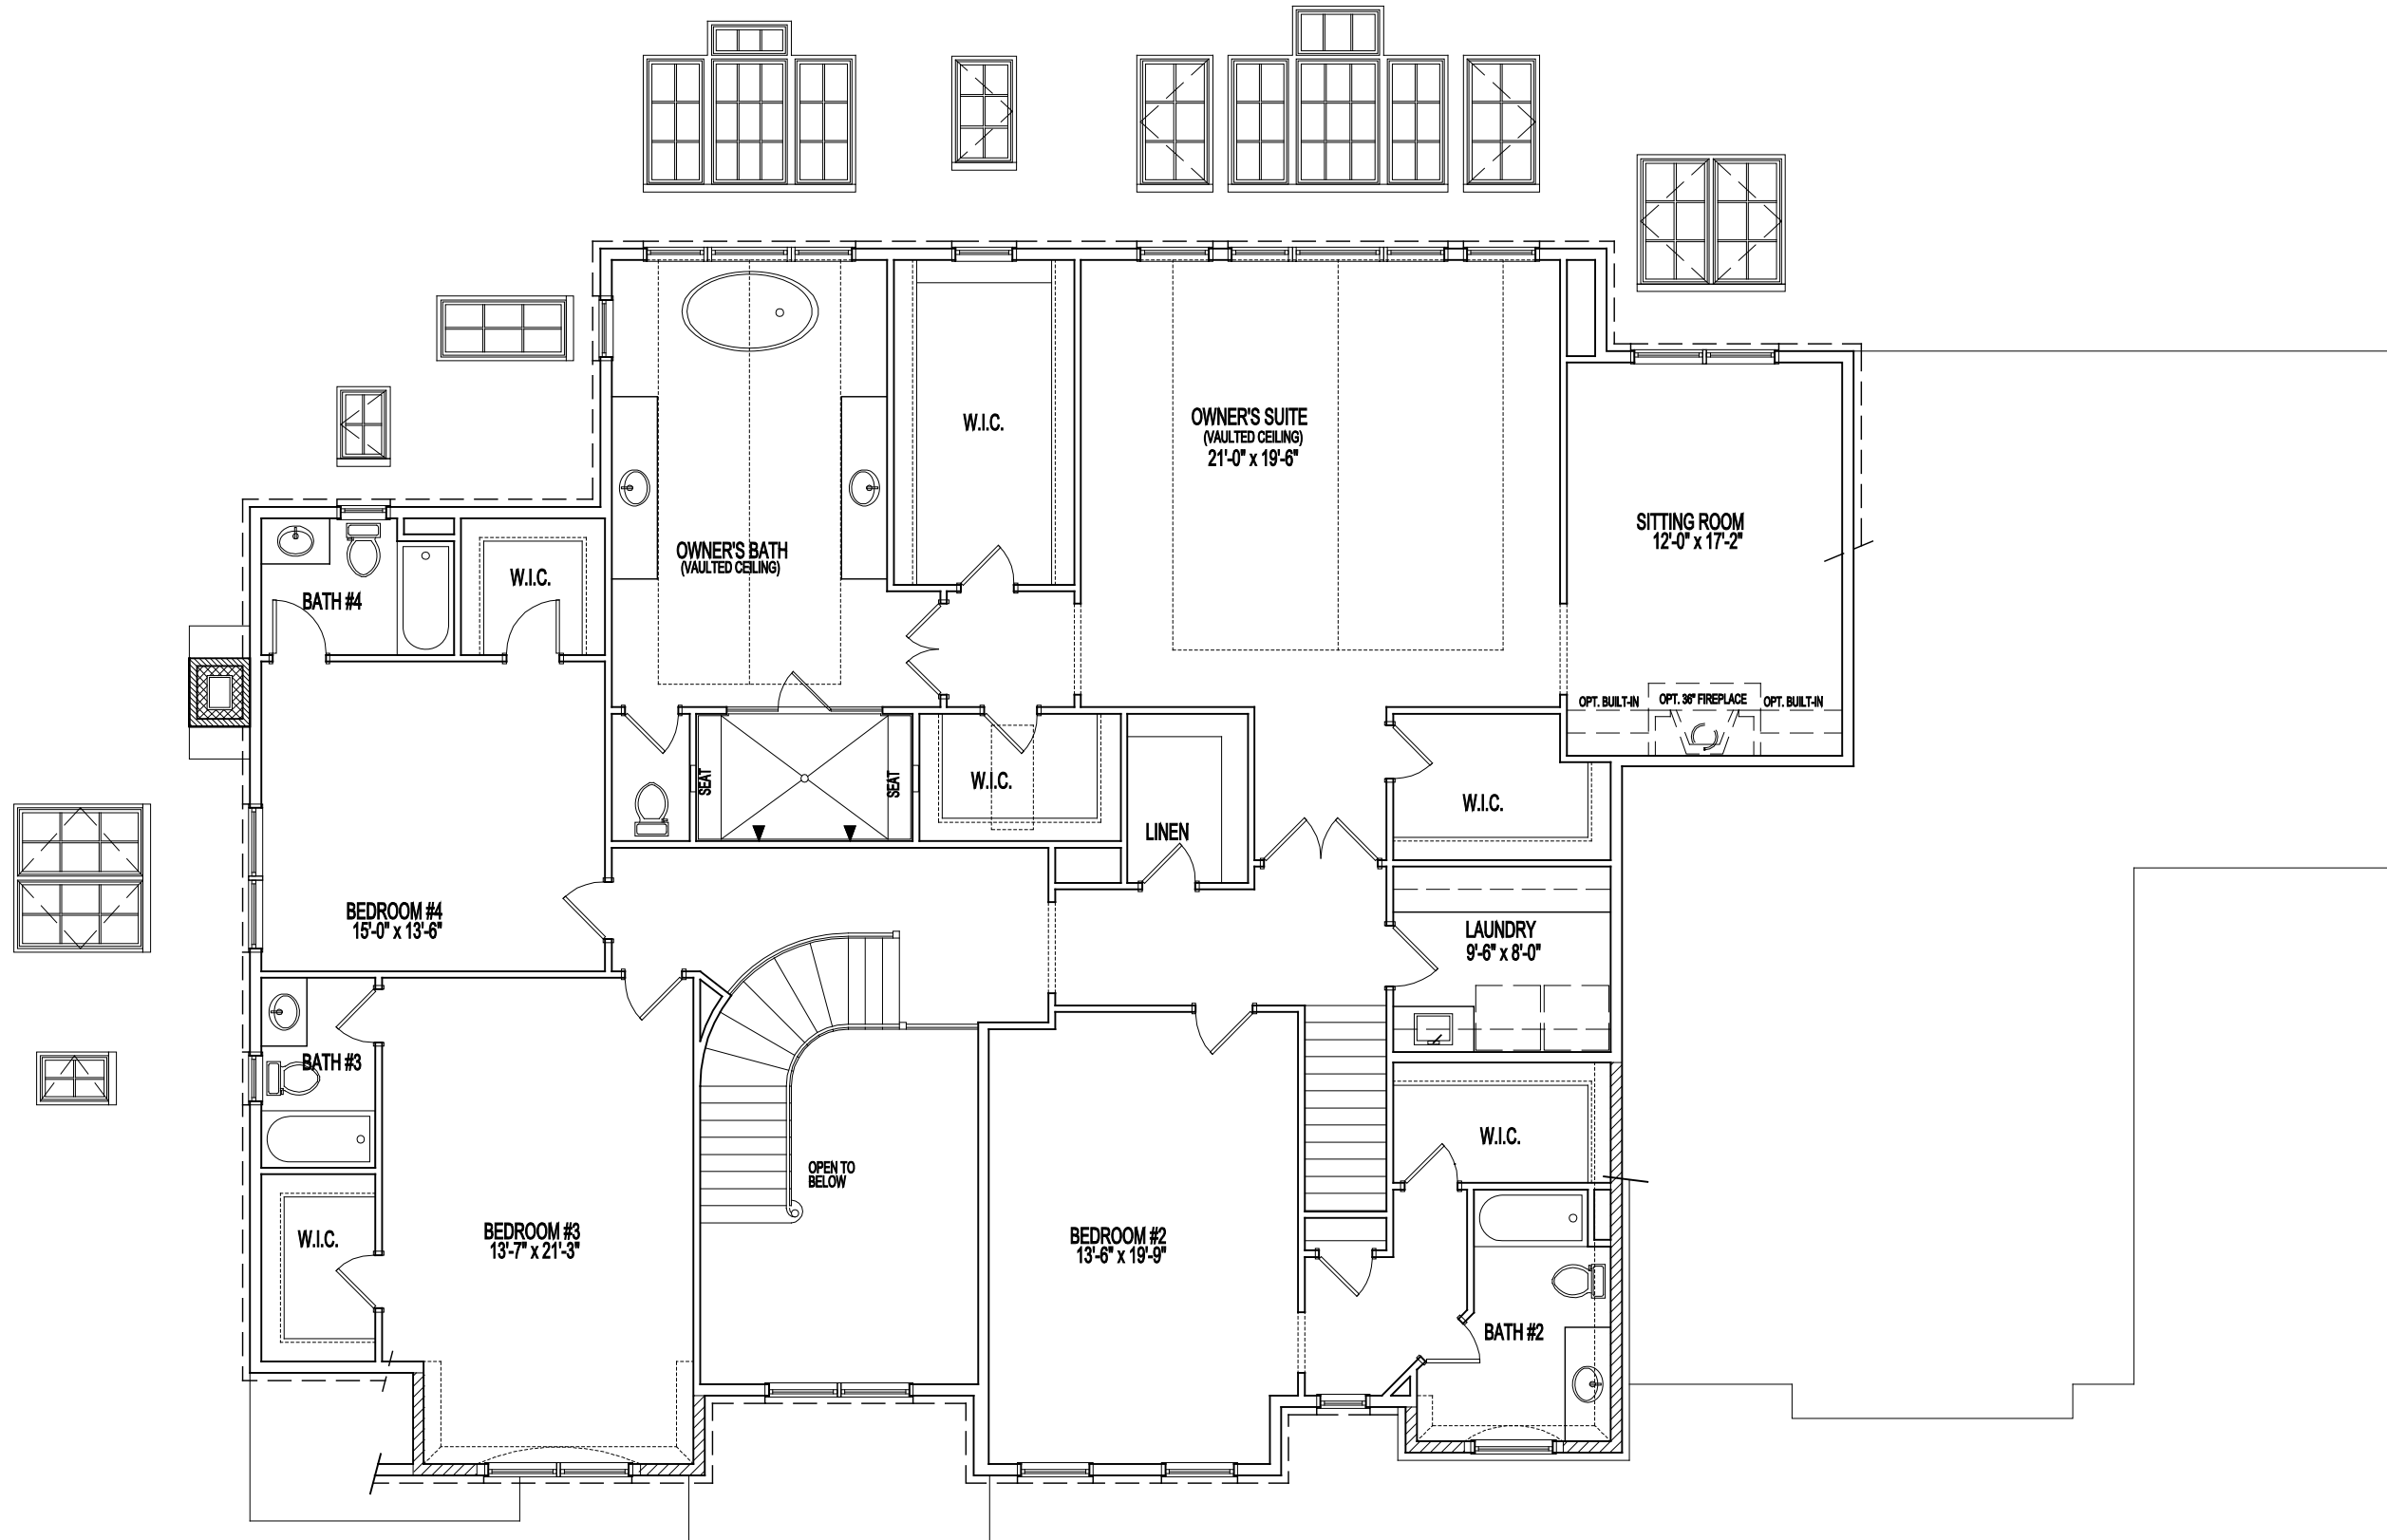 W.I.C.
OWNER'S SUITE
(VAULTED CEILING)
21'-0" x 19'-6"
SITTING ROOM
12'-0" x 17'-2"
OWNER'S BATH
(VAULTED CEILING)
W.I.C.
BATH #4
OPT. BUILT-IN
OPT. 36" FIREPLACE
OPT. BUILT-IN
SEAT
SEAT
W.I.C.
W.I.C.
LINEN
BEDROOM #4
15'-0" x 13'-6"
LAUNDRY
9'-6" x 8'-0"
BATH #3
W.I.C.
OPEN TO
BELOW
W.I.C.
BEDROOM #3
13'-7" x 21'-3"
BEDROOM #2
13'-6" x 19'-9"
BATH #2